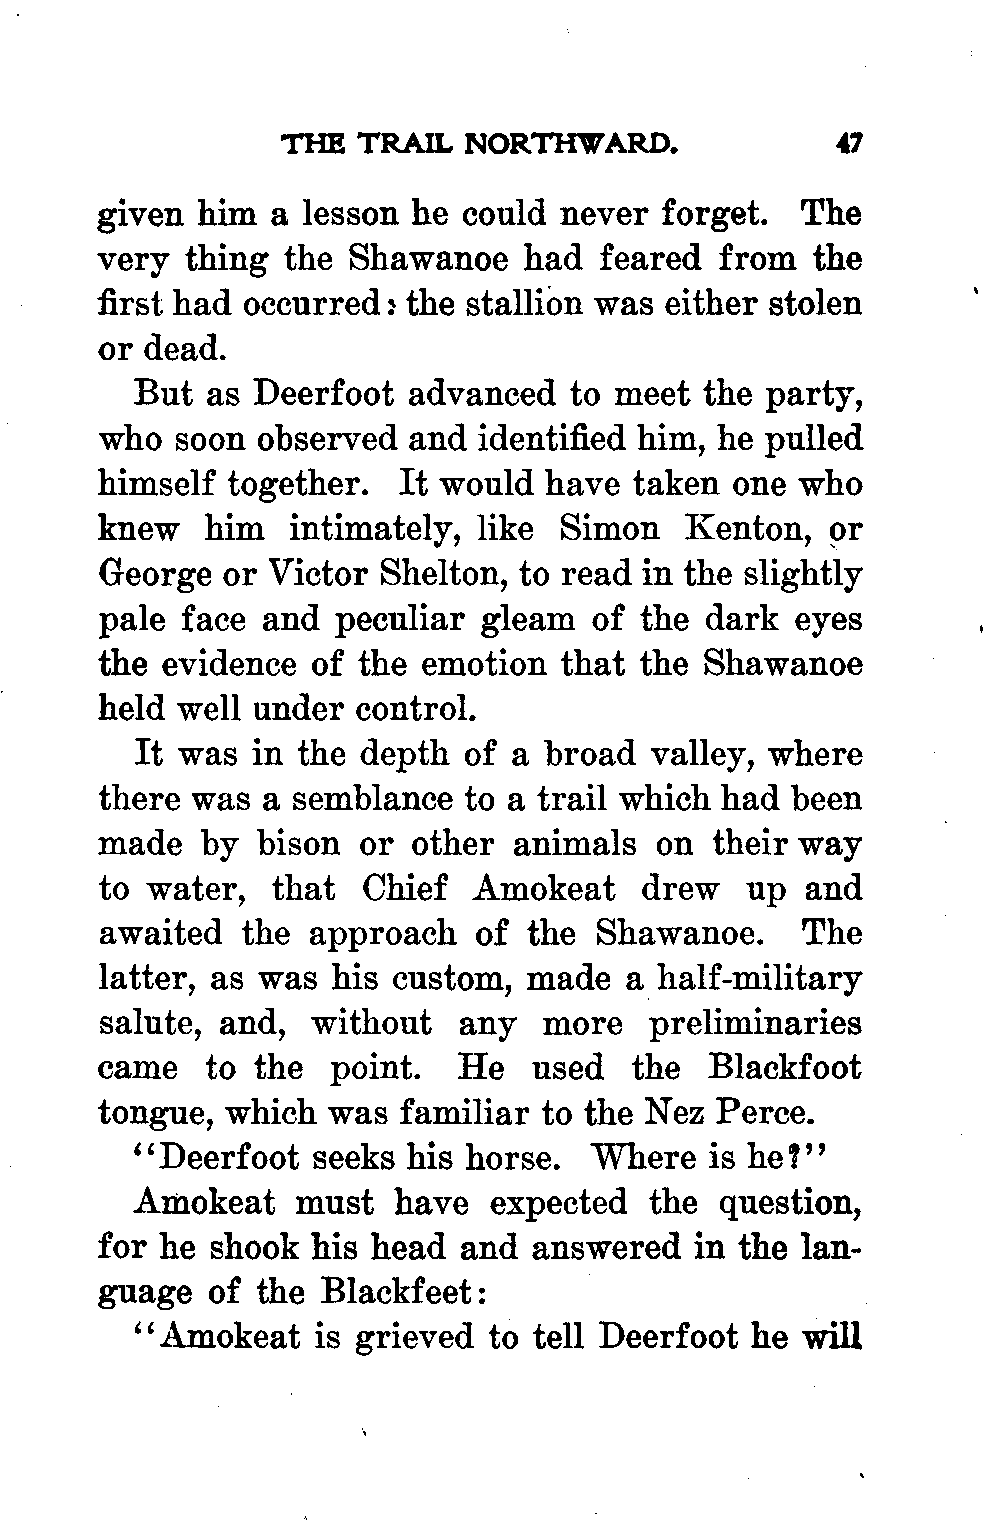 THE TRAIL NORTHWARD. 47
given him a lesson he could never forget. The
very thing the Shawanoe had feared from the
first had occurred: the stallion was either stolen
or dead.
But as Deerfoot advanced to meet the party,
who soon observed and identified him, he pulled
himself together. It would have taken one who
knew him intimately, like Simon Kenton, or
George or Victor Shelton, to read in the slightly
pale face and peculiar gleam of the dark eyes
the evidence of the emotion that the Shawanoe
held well under control.
It was in the depth of a broad valley, where
there was a semblance to a trail which had been
made by bison or other animals on their way
to water, that Chief Amokeat drew up and
awaited the approach of the Shawanoe. The
latter, as was his custom, made a half-military
salute, and, without any more preliminaries
came to the point. He used the Blackfoot
tongue, which was familiar to the Nez Perce.
"Deerfoot seeks his horse. Where is he?"
Amokeat must have expected the question,
for he shook his head and answered in the lan-
guage of the Blackfeet:
"Amokeat is grieved to tell Deerfoot he will